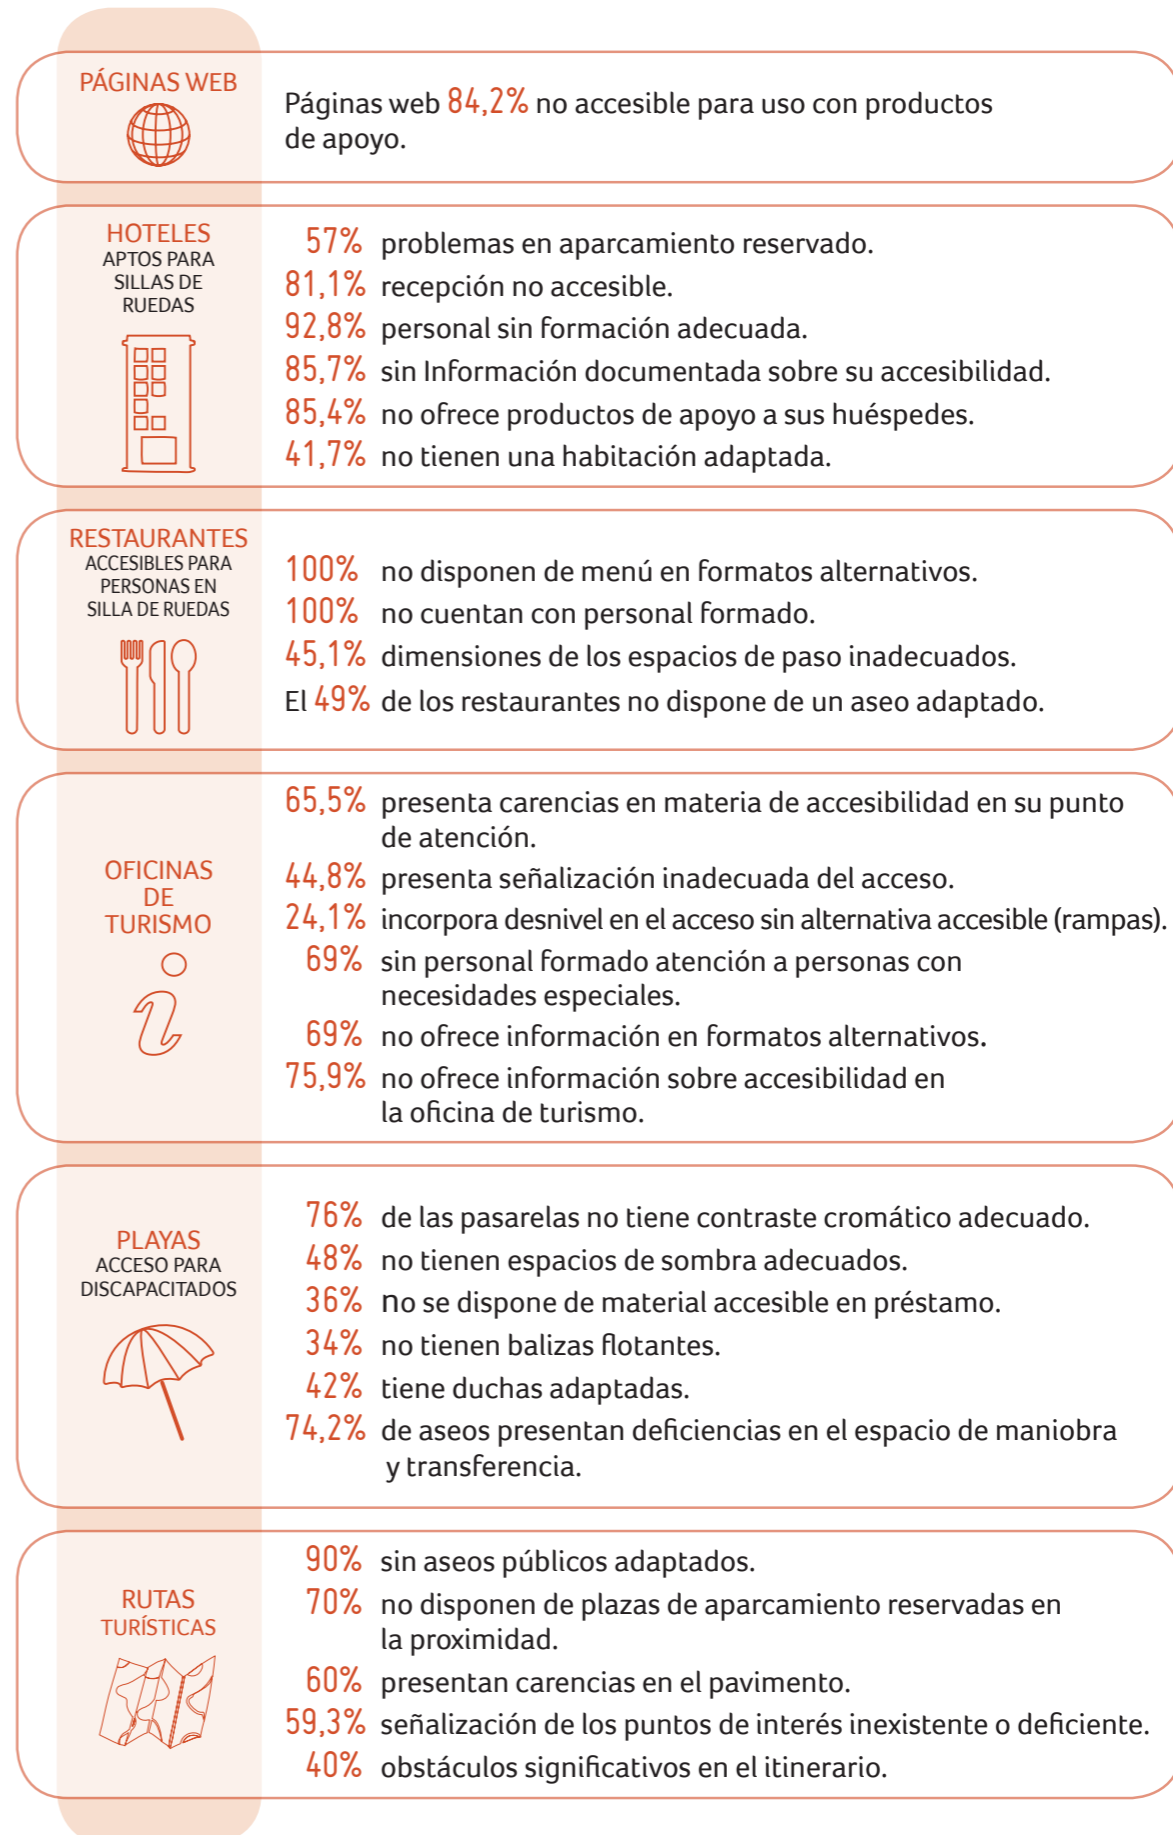 PÁGINAS WEB
Páginas web 84,2% no accesible para uso con productos
de apoyo.
HOTELES
APTOS PARA
SILLAS DE
RUEDAS
57% problemas en aparcamiento reservado.
81,1% recepción no accesible.
92,8% personal sin formación adecuada.
85,7% sin Información documentada sobre su accesibilidad.
85,4% no ofrece productos de apoyo a sus huéspedes.
41,7% no tienen una habitación adaptada.
RESTAURANTES
ACCESIBLES PARA
PERSONAS EN
SILLA DE RUEDAS
100% no disponen de menú en formatos alternativos.
100% no cuentan con personal formado.
45,1% dimensiones de los espacios de paso inadecuados.
El 49% de los restaurantes no dispone de un aseo adaptado.
OFICINAS
DE
TURISMO
65,5% presenta carencias en materia de accesibilidad en su punto
de atención.
44,8% presenta señalización inadecuada del acceso.
24,1% incorpora desnivel en el acceso sin alternativa accesible (rampas).
69% sin personal formado atención a personas con
necesidades especiales.
69% no ofrece información en formatos alternativos.
75,9% no ofrece información sobre accesibilidad en
la oficina de turismo.
PLAYAS
ACCESO PARA
DISCAPACITADOS
76% de las pasarelas no tiene contraste cromático adecuado.
48% no tienen espacios de sombra adecuados.
36% no se dispone de material accesible en préstamo.
34% no tienen balizas flotantes.
42% tiene duchas adaptadas.
74,2% de aseos presentan deficiencias en el espacio de maniobra
y transferencia.
RUTAS
TURÍSTICAS
90% sin aseos públicos adaptados.
70% no disponen de plazas de aparcamiento reservadas en
la proximidad.
60% presentan carencias en el pavimento.
59,3% señalización de los puntos de interés inexistente o deficiente.
40% obstáculos significativos en el itinerario.